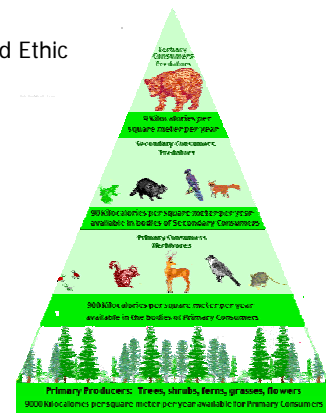 d Ethic
Tertiary
Consumers
Predators
9 Kilocalories per
square meter per year
Secondary Consumers
Predators
90 Kilocalories per square meter per year
available in bodies of Secondary Consumers
Primary Consumers
Herbivores
900 Kilocalories per square meter per year
available in the bodies of Primary Consumers
Primary Producers: Trees, shrubs, ferns, grasses, flowers
9000 Kilocalories per square meter per year available for Primary Consumers